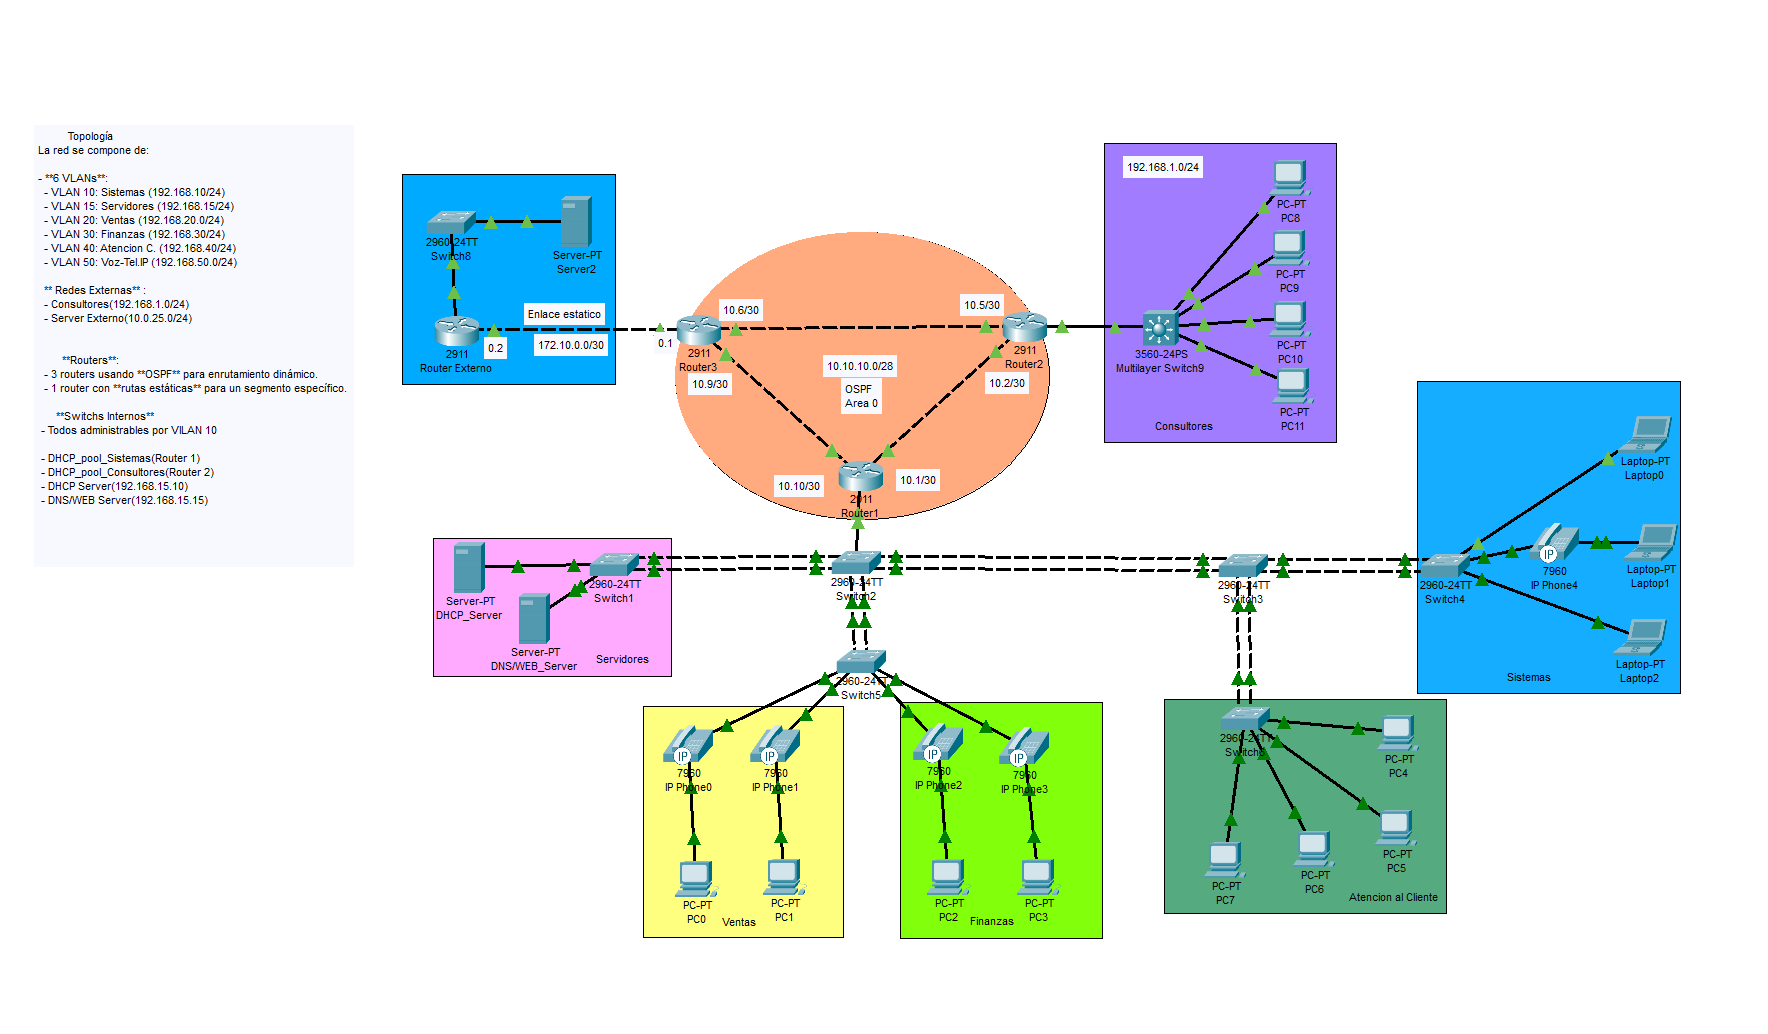 Topología
La red se compone de:
- **6 VLANs**:
- VLAN 10: Sistemas (192.168.10/24)
- VLAN 15: Servidores (192.168.15/24)
- VLAN 20: Ventas (192.168.20.0/24)
- VLAN 30: Finanzas (192.168.30/24)
- VLAN 40: Atencion C. (192.168.40/24)
- VLAN 50: Voz-Tel.IP (192.168.50.0/24)
** Redes Externas** :
- Consultores(192.168.1.0/24)
- Server Externo(10.0.25.0/24)
**Routers**:
- 3 routers usando **OSPF** para enrutamiento dinámico.
- 1 router con **rutas estáticas** para un segmento específico.
**Switchs Internos**
- Todos administrables por VILAN 10
- DHCP_pool_Sistemas(Router 1)
- DHCP_pool_Consultores(Router 2)
- DHCP Server(192.168.15.10)
- DNS/WEB Server(192.168.15.15)
2960-24TT
Switch8
Server-PT
Server2
Enlace estatico
172.10.0.0/30
0.2
0.1
2911
Router Externo
10.6/30
10.5/30
2911
Router3
10.9/30
2911
Router2
10.2/30
10.10.10.0/28
OSPF
Area 0
10.10/30
10.1/30
2911
Router1
192.168.1.0/24
PC-PT
PC8
PC-PT
PC9
PC-PT
PC10
PC-PT
PC11
3560-24PS
Multilayer Switch9
Consultores
Server-PT
DHCP_Server
2960-24TT
Switch1
Server-PT
DNS/WEB_Server
Servidores
2960-24TT
Switch2
2960-24TT
Switch3
2960-24TT
Switch4
Laptop-PT
Laptop0
IP
7960
IP Phone4
Laptop-PT
Laptop1
Laptop-PT
Laptop2
Sistemas
2960-24TT
Switch5
IP
7960
IP Phone0
IP
7960
IP Phone1
PC-PT
PC0
PC-PT
PC1
Ventas
IP
7960
IP Phone2
IP
7960
IP Phone3
PC-PT
PC2
PC-PT
PC3
Finanzas
2960-24TT
Switch6
PC-PT
PC4
PC-PT
PC5
PC-PT
PC6
PC-PT
PC7
Atencion al Cliente